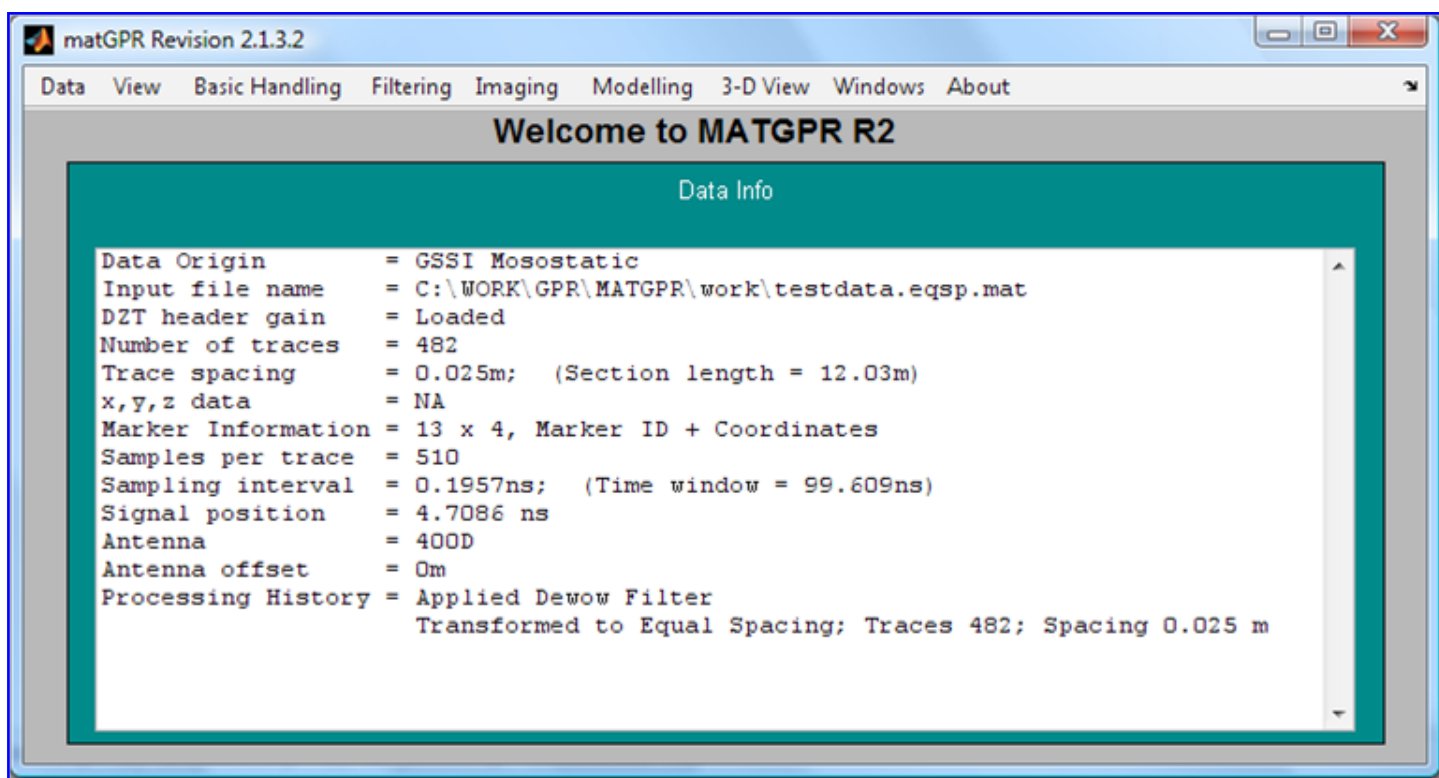 matGPR Revision 2.1.3.2
Data View Basic Handling Filtering Imaging Modelling 3-D View Windows About
Welcome to MATGPR R2
Data Info
Data Origin = GSSI Mosostatic
Input file name = C:\WORK\GPR\MATGPR\work\testdata.eqsp.mat
DZT header gain = Loaded
Number of traces = 482
Trace spacing = 0.025m; (Section length = 12.03m)
x,y,z data = NA
Marker Information = 13 x 4, Marker ID + Coordinates
Samples per trace = 510
Sampling interval = 0.1957ns; (Time window = 99.609ns)
Signal position = 4.7086 ns
Antenna = 400D
Antenna offset = 0m
Processing History = Applied Dewow Filter
Transformed to Equal Spacing; Traces 482; Spacing 0.025 m